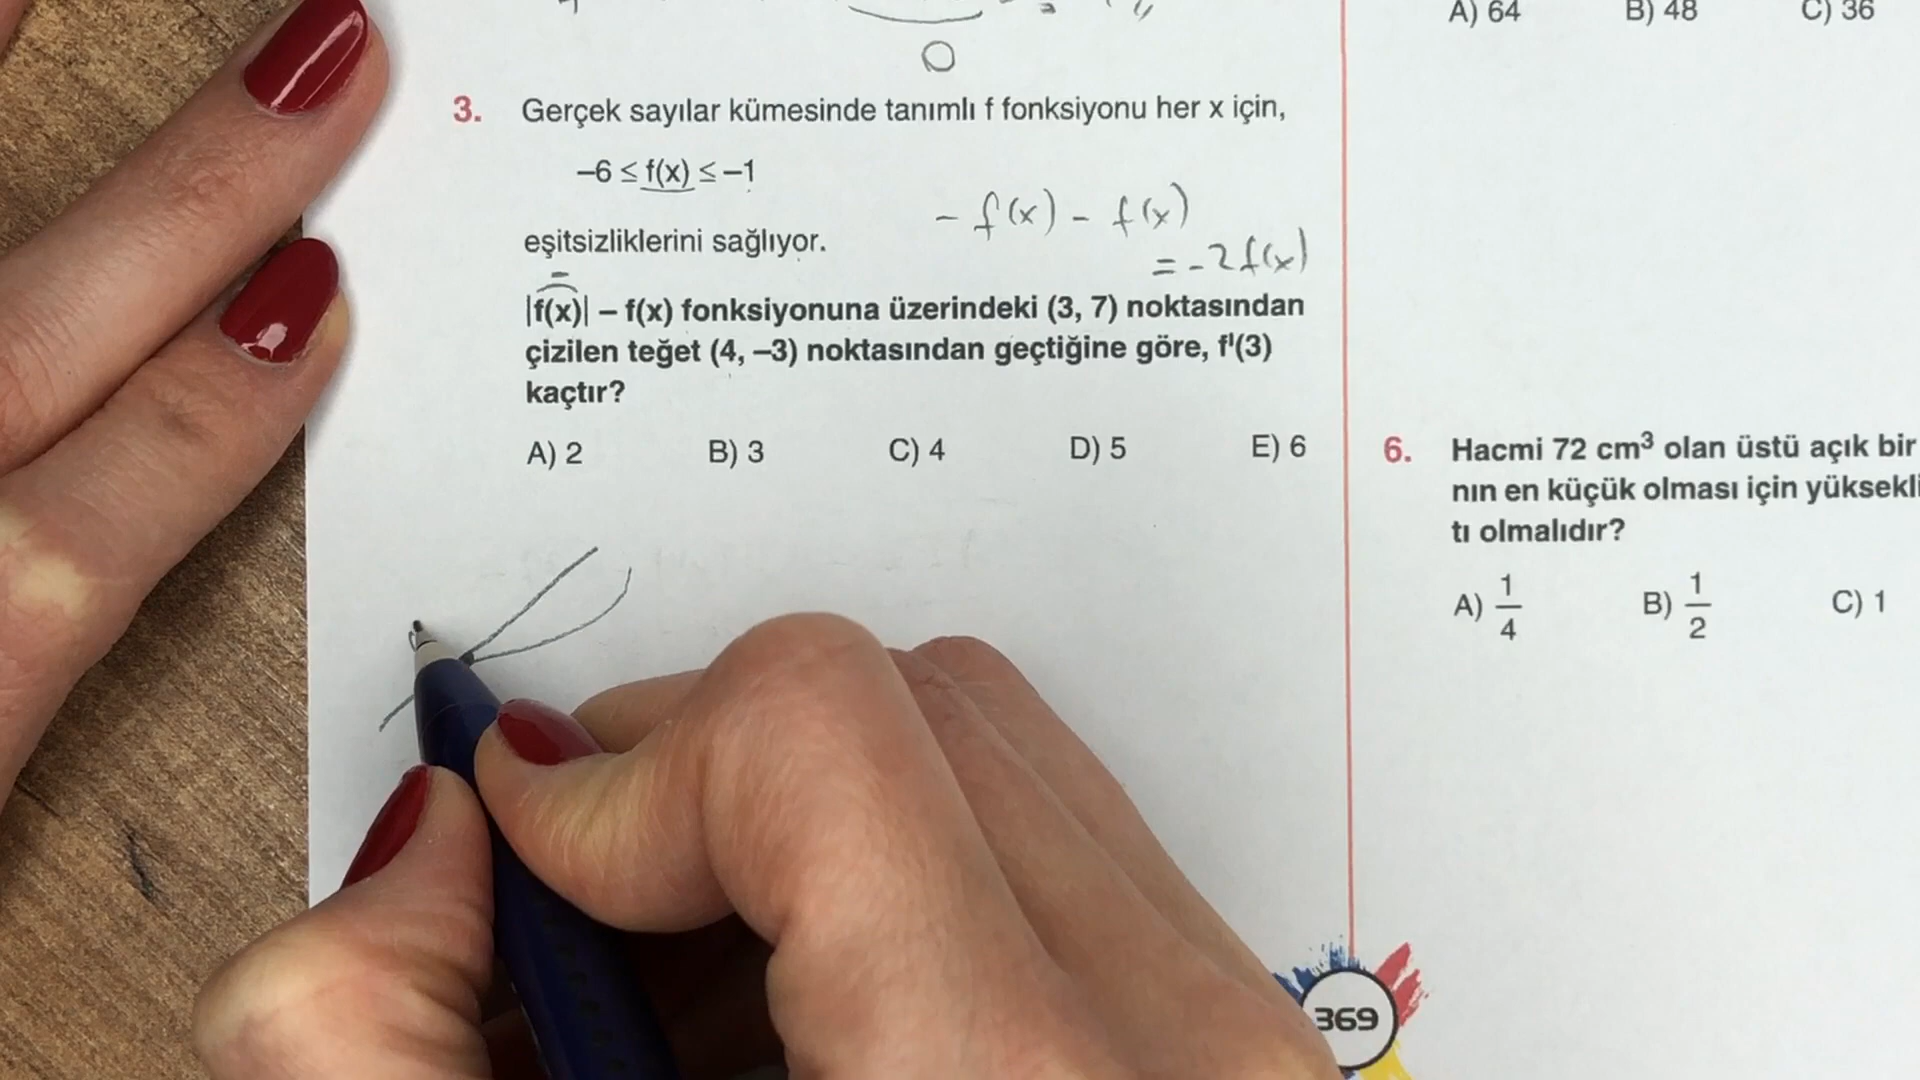 A) 64 B) 48 C) 36
3. Gerçek sayılar kümesinde tanımlı f fonksiyonu her x için,
–6 ≤ f(x) ≤ –1
- f(x) - f(x)
eşitsizliklerini sağlıyor.
= -2f(x)
|f(x)| – f(x) fonksiyonuna üzerindeki (3, 7) noktasından
çizilen teğet (4, –3) noktasından geçtiğine göre, f'(3)
kaçtır?
A) 2 B) 3 C) 4 D) 5 E) 6
6. Hacmi 72 cm³ olan üstü açık bir
nın en küçük olması için yüksekli
tı olmalıdır?
A) 1/4 B) 1/2 C) 1
369